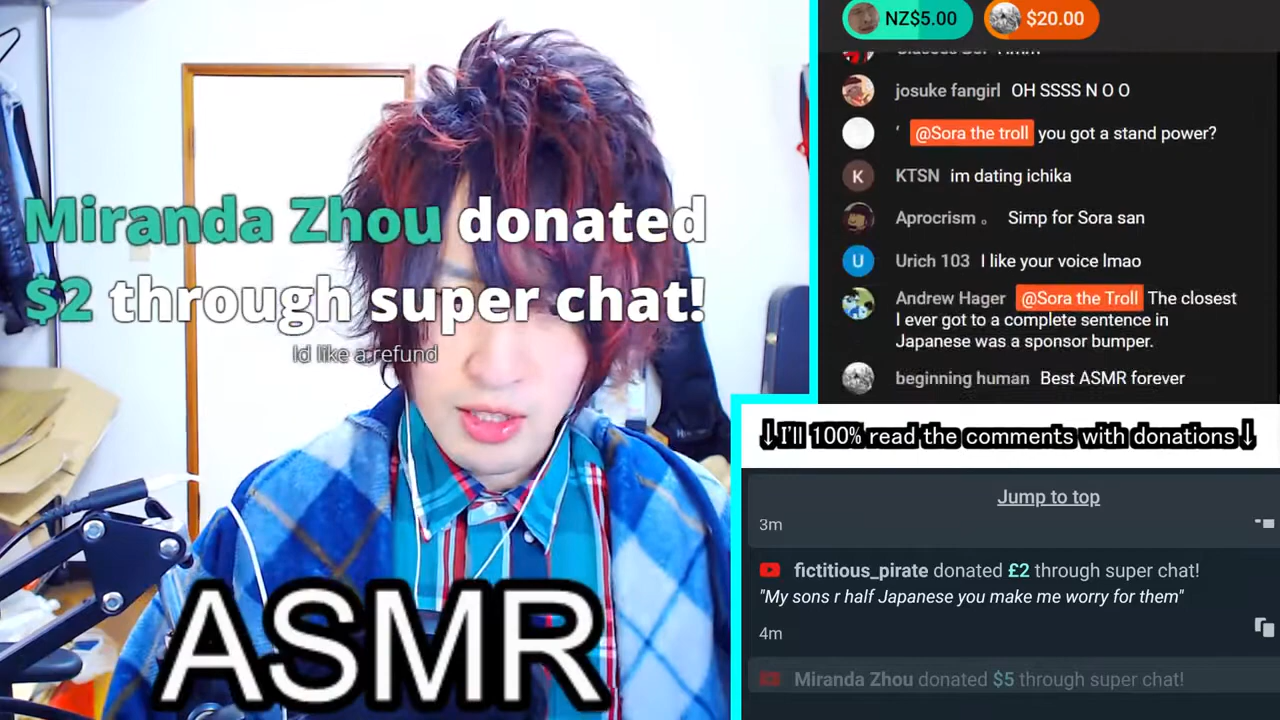 Miranda Zhou donated
$2 through super chat!
Id like a refund
ASMR
NZ$5.00
$20.00
josuke fangirl OH SSSS N O O
‘ @Sora the troll you got a stand power?
K
KTSN im dating ichika
Aprocrism 。 Simp for Sora san
U
Urich 103 I like your voice lmao
Andrew Hager @Sora the Troll The closest
I ever got to a complete sentence in
Japanese was a sponsor bumper.
beginning human Best ASMR forever
↓I'll 100% read the comments with donations↓
Jump to top
3m
fictitious_pirate donated £2 through super chat!
"My sons r half Japanese you make me worry for them"
4m
Miranda Zhou donated $5 through super chat!